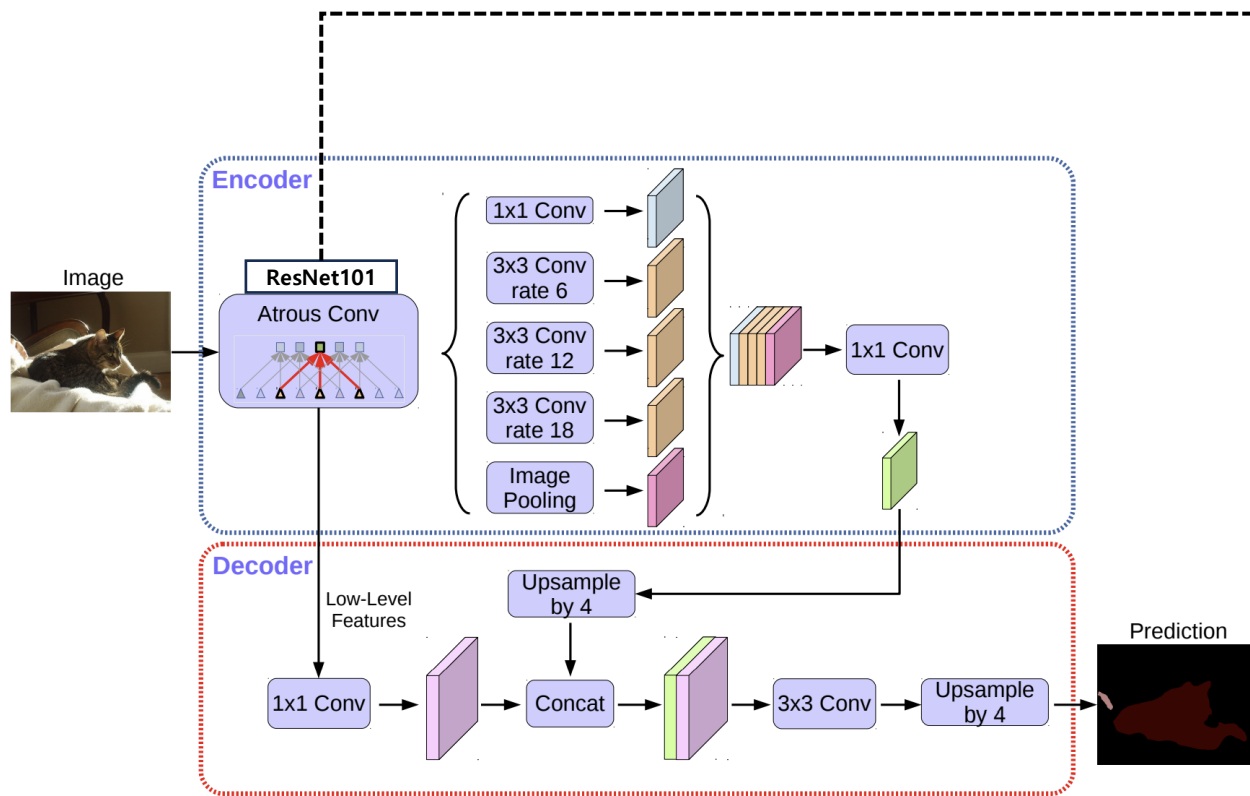 Encoder
Image
ResNet101
Atrous Conv
1x1 Conv
3x3 Conv
rate 6
3x3 Conv
rate 12
3x3 Conv
rate 18
Image
Pooling
1x1 Conv
Decoder
Low-Level
Features
Upsample
by 4
1x1 Conv
Concat
3x3 Conv
Upsample
by 4
Prediction